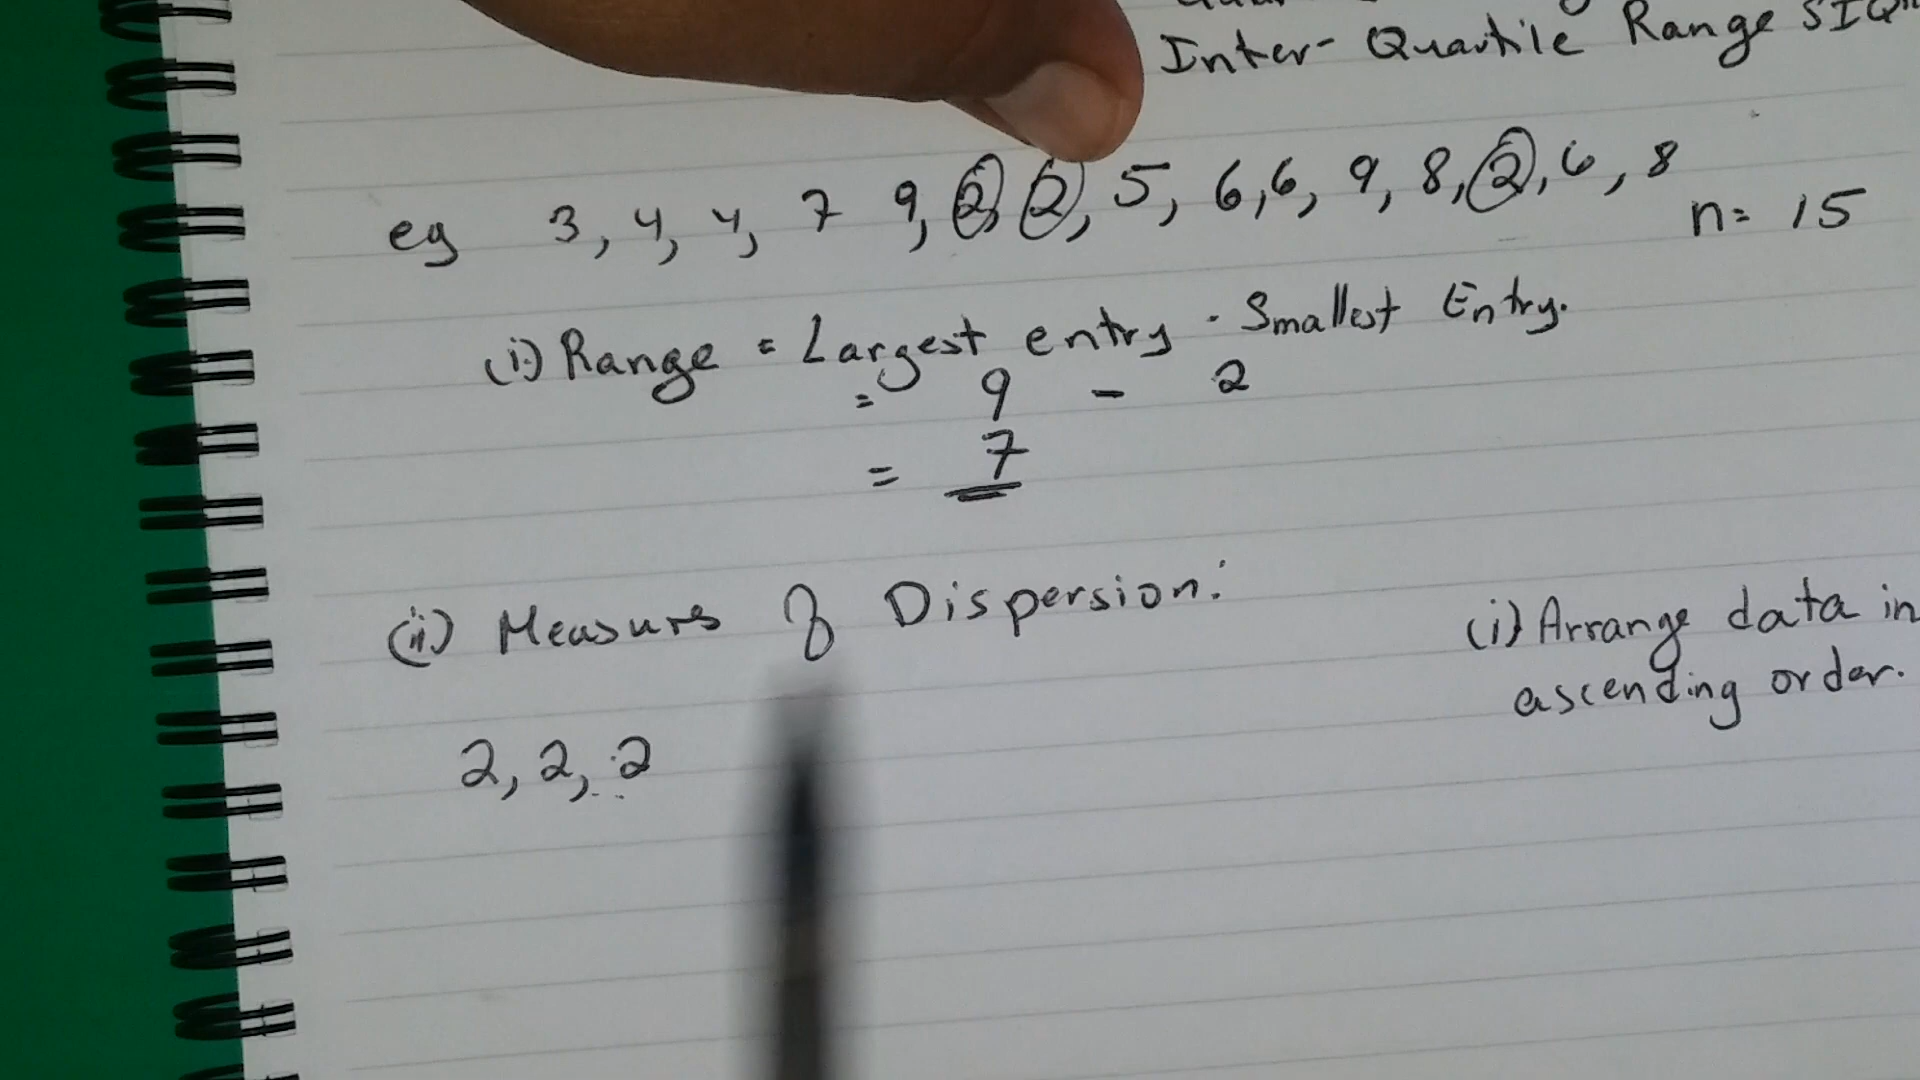 Inter- Quartile Range SIQ
eg 3, 4, 4, 7 9, 2, 2, 5, 6, 6, 9, 8, 2, 6, 8
n= 15
(i) Range = Largest entry - Smallest Entry.
= 9 - 2
= 7
(ii) Measures of Dispersion:
(i) Arrange data in
ascending order.
2, 2, 2